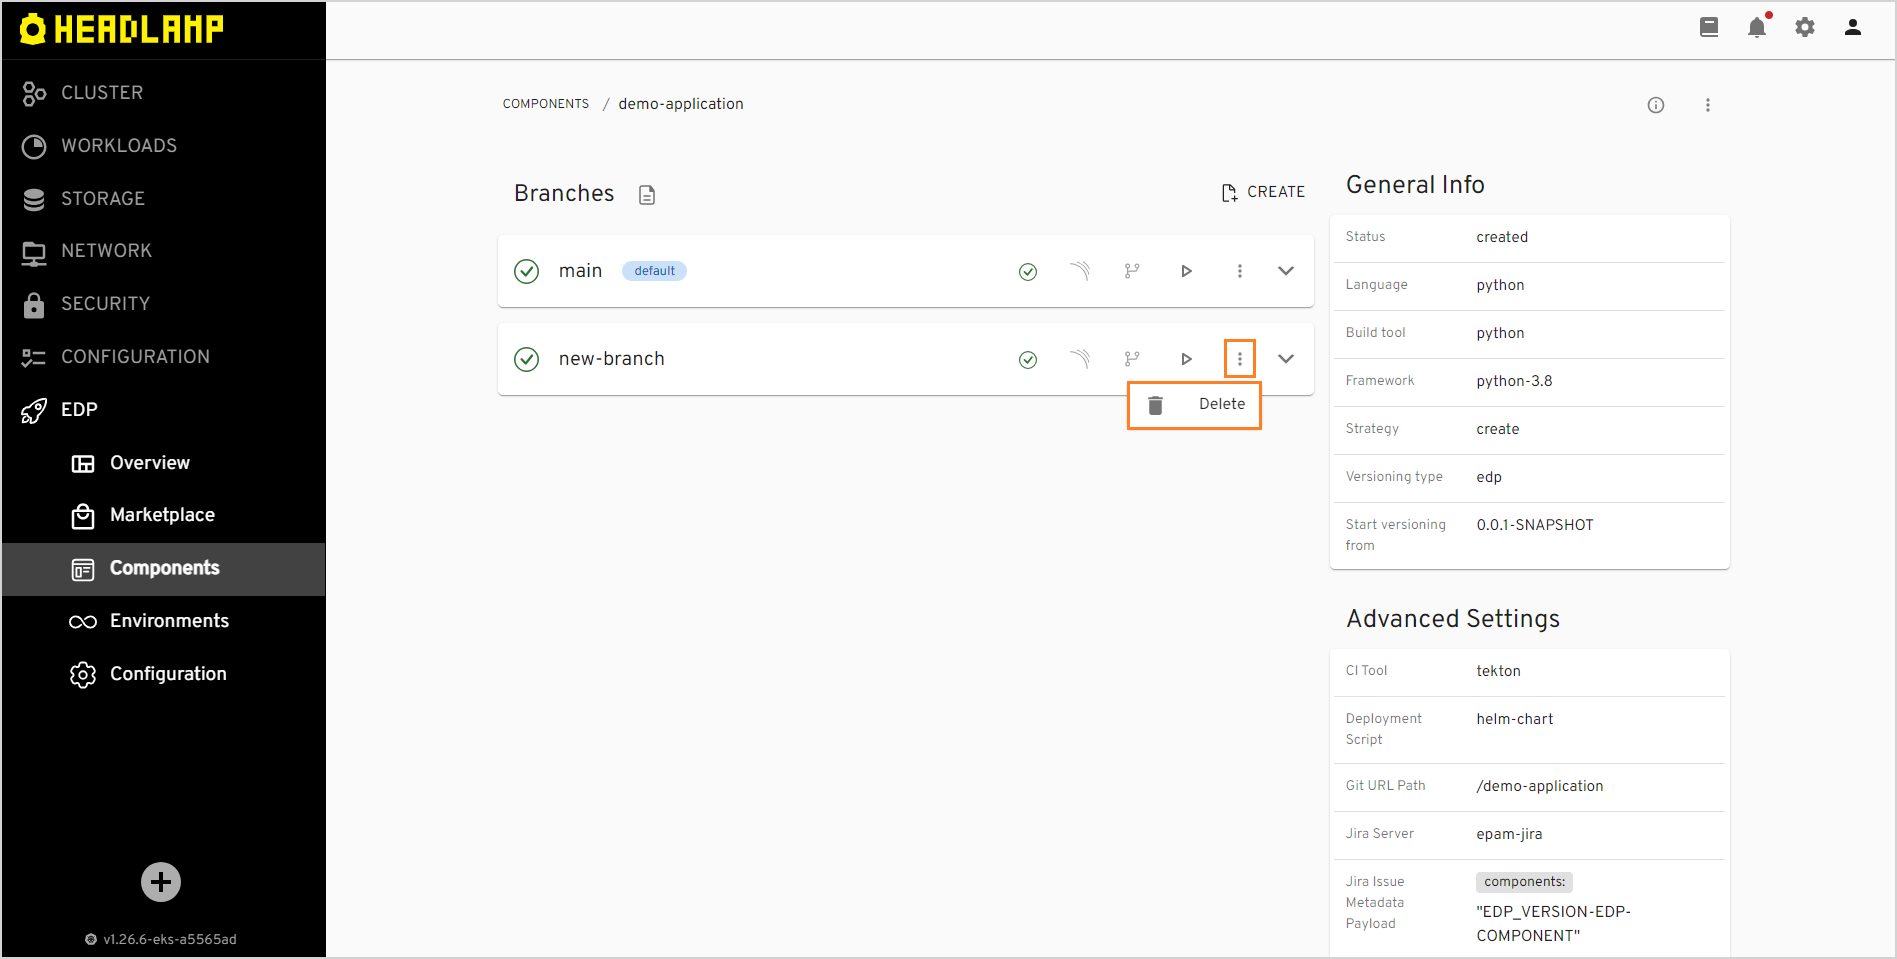 HEADLAMP
CLUSTER
WORKLOADS
STORAGE
NETWORK
SECURITY
CONFIGURATION
EDP
Overview
Marketplace
Components
Environments
Configuration
v1.26.6-eks-a5565ad
COMPONENTS / demo-application
Branches
CREATE
main default
new-branch
Delete
General Info
Status created
Language python
Build tool python
Framework python-3.8
Strategy create
Versioning type edp
Start versioning 0.0.1-SNAPSHOT
from
Advanced Settings
CI Tool tekton
Deployment helm-chart
Script
Git URL Path /demo-application
Jira Server epam-jira
Jira Issue components:
Metadata "EDP_VERSION-EDP-
Payload COMPONENT"